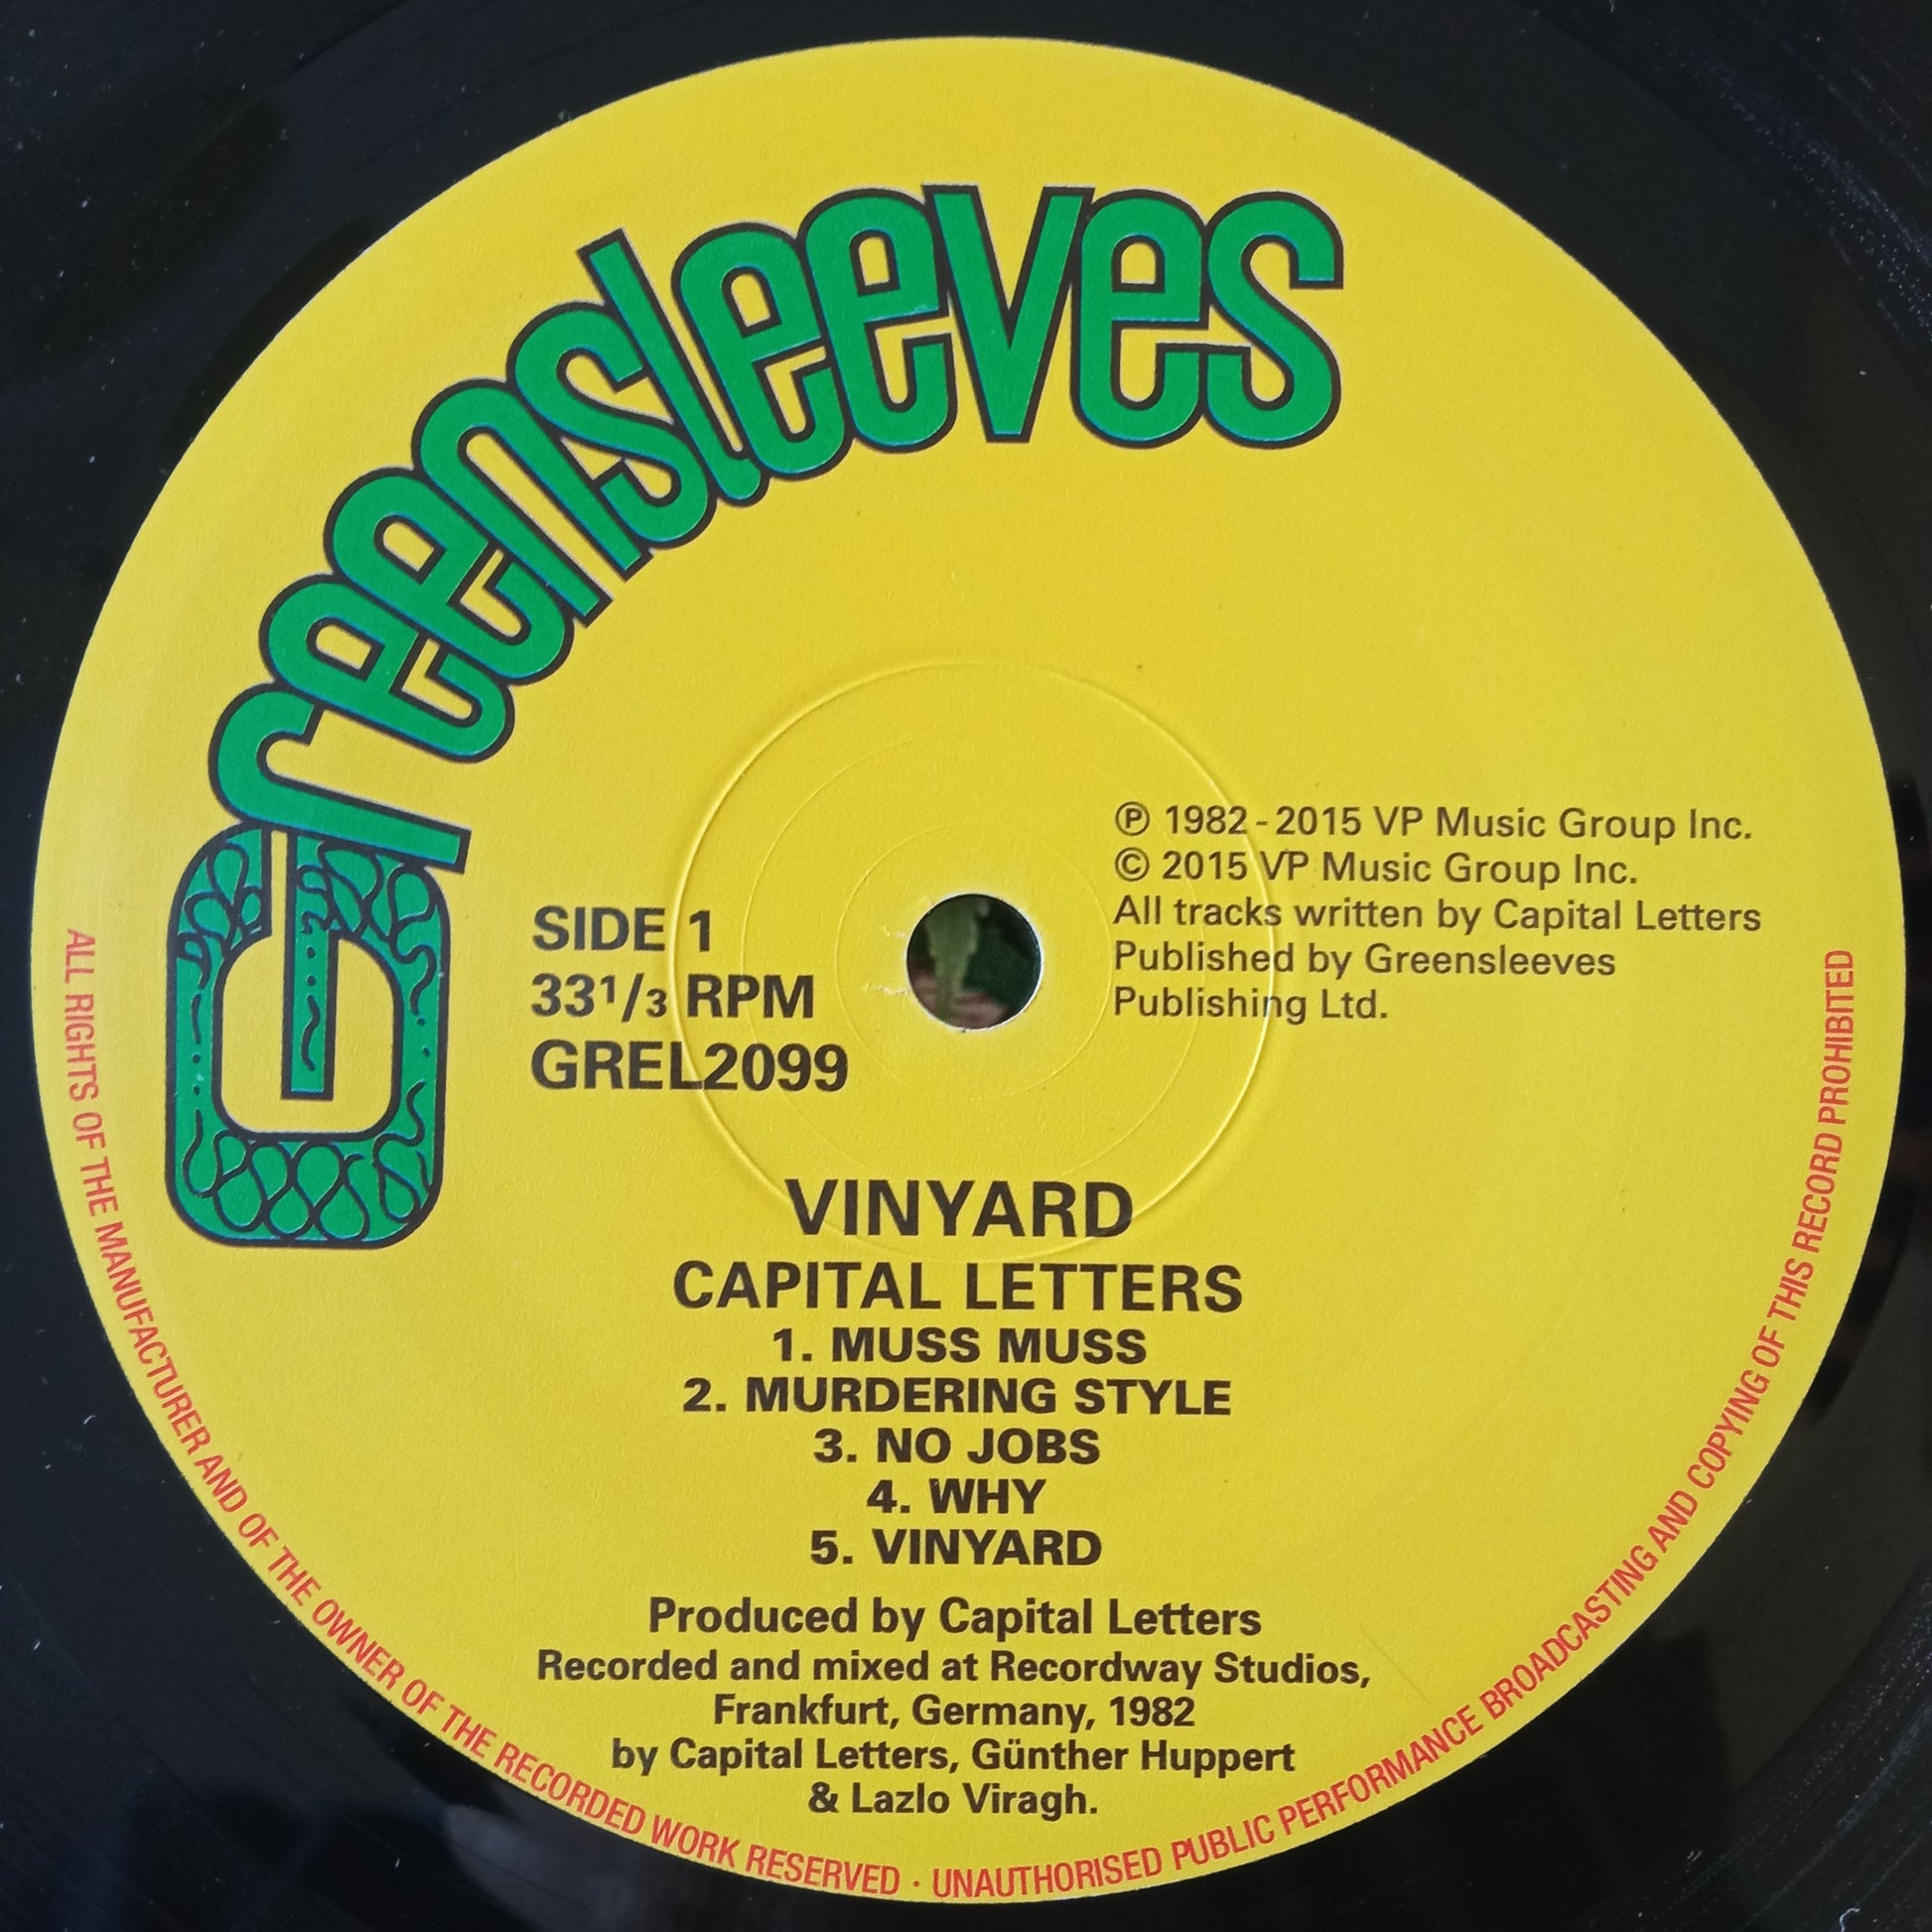 Greensleeves
SIDE 1
33 1/3 RPM
GREL2099
℗ 1982 - 2015 VP Music Group Inc.
© 2015 VP Music Group Inc.
All tracks written by Capital Letters
Published by Greensleeves
Publishing Ltd.
VINYARD
CAPITAL LETTERS
1. MUSS MUSS
2. MURDERING STYLE
3. NO JOBS
4. WHY
5. VINYARD
Produced by Capital Letters
Recorded and mixed at Recordway Studios,
Frankfurt, Germany, 1982
by Capital Letters, Günther Huppert
& Lazlo Viragh.
ALL RIGHTS OF THE MANUFACTURER AND OF THE OWNER OF THE RECORDED WORK RESERVED · UNAUTHORISED PUBLIC PERFORMANCE BROADCASTING AND COPYING OF THIS RECORD PROHIBITED